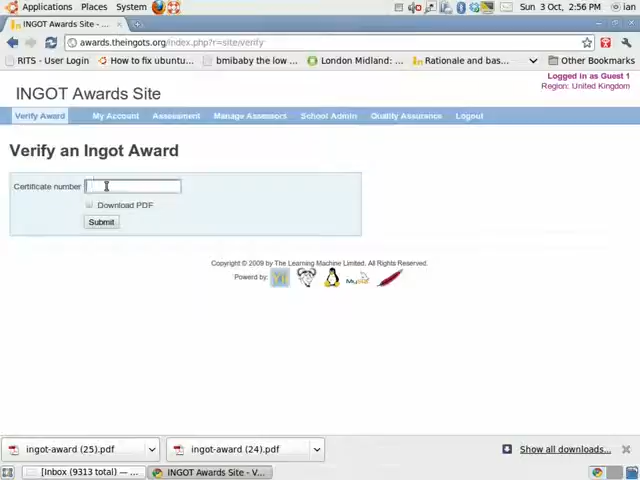 Applications Places System Sun 3 Oct, 2:56 PM ian
INGOT Awards Site - ...
awards.theingots.org/index.php?r=site/verify
RITS - User Login How to fix ubuntu... bmibaby the low ... London Midland: ... Rationale and bas... Other Bookmarks
Logged in as Guest 1
Region: United Kingdom
INGOT Awards Site
Verify Award My Account Assessment Manage Assessors School Admin Quality Assurance Logout
Verify an Ingot Award
Certificate number
Download PDF
Submit
Copyright © 2009 by The Learning Machine Limited. All Rights Reserved.
Powerd by:
ingot-award (25).pdf ingot-award (24).pdf Show all downloads...
[Inbox (9313 total) — ... INGOT Awards Site - V...